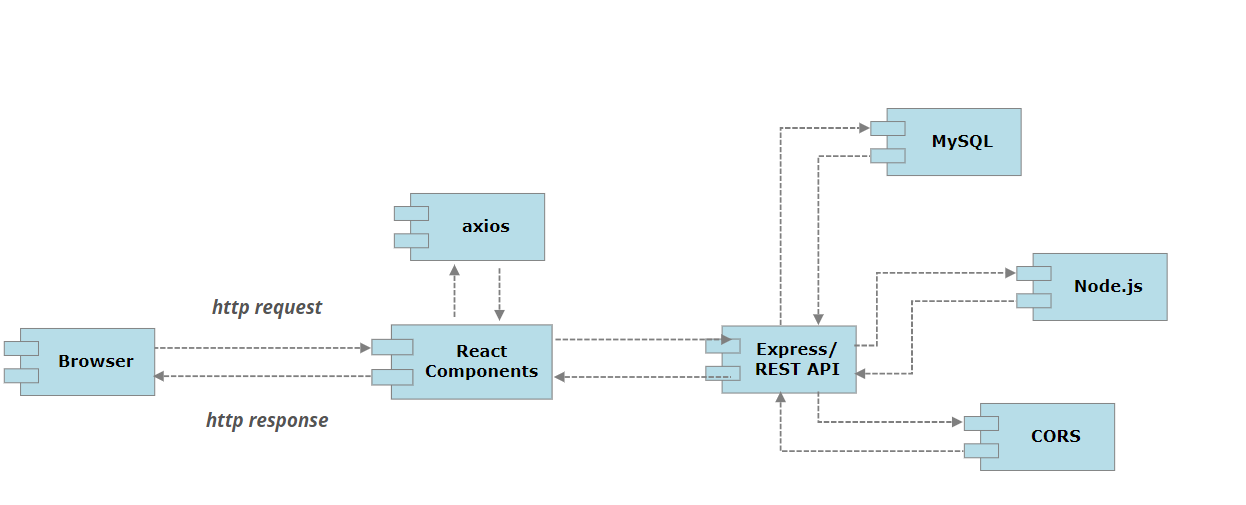 MySQL
axios
Node.js
http request
Browser
React
Components
Express/
REST API
http response
CORS